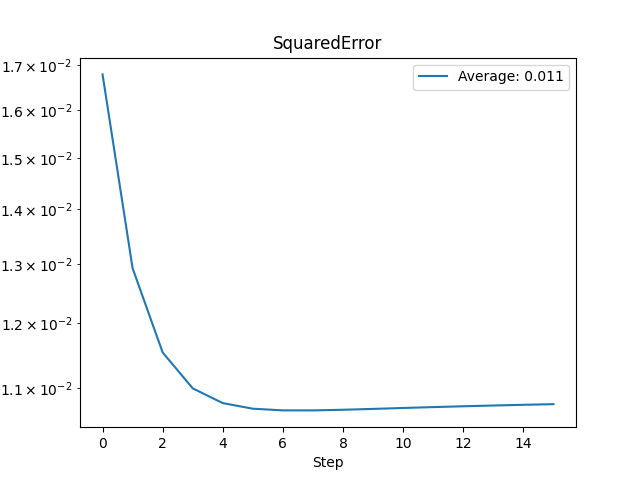 SquaredError
Average: 0.011
1.7 × 10⁻²
1.6 × 10⁻²
1.5 × 10⁻²
1.4 × 10⁻²
1.3 × 10⁻²
1.2 × 10⁻²
1.1 × 10⁻²
0 2 4 6 8 10 12 14
Step